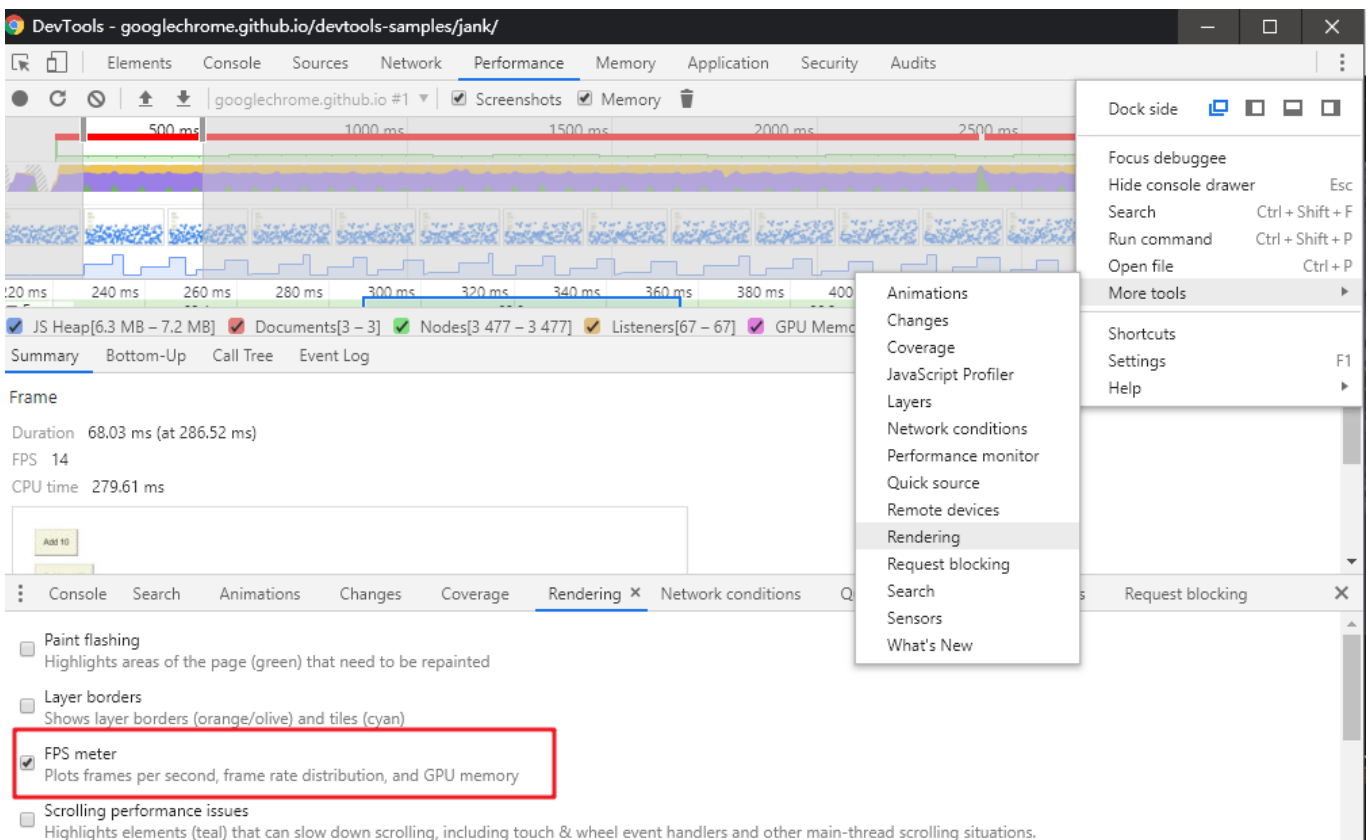 DevTools - googlechrome.github.io/devtools-samples/jank/
Elements Console Sources Network Performance Memory Application Security Audits
googlechrome.github.io #1 Screenshots Memory
500 ms 1000 ms 1500 ms 2000 ms 2500 ms
220 ms 240 ms 260 ms 280 ms 300 ms 320 ms 340 ms 360 ms 380 ms 400
JS Heap[6.3 MB – 7.2 MB] Documents[3 – 3] Nodes[3 477 – 3 477] Listeners[67 – 67] GPU Memo
Summary Bottom-Up Call Tree Event Log
Frame
Duration 68.03 ms (at 286.52 ms)
FPS 14
CPU time 279.61 ms
Add 10
Dock side
Focus debuggee
Hide console drawer Esc
Search Ctrl + Shift + F
Run command Ctrl + Shift + P
Open file Ctrl + P
More tools
Shortcuts
Settings F1
Help
Animations
Changes
Coverage
JavaScript Profiler
Layers
Network conditions
Performance monitor
Quick source
Remote devices
Rendering
Request blocking
Search
Sensors
What's New
Console Search Animations Changes Coverage Rendering Network conditions Q s Request blocking
Paint flashing
Highlights areas of the page (green) that need to be repainted
Layer borders
Shows layer borders (orange/olive) and tiles (cyan)
FPS meter
Plots frames per second, frame rate distribution, and GPU memory
Scrolling performance issues
Highlights elements (teal) that can slow down scrolling, including touch & wheel event handlers and other main-thread scrolling situations.